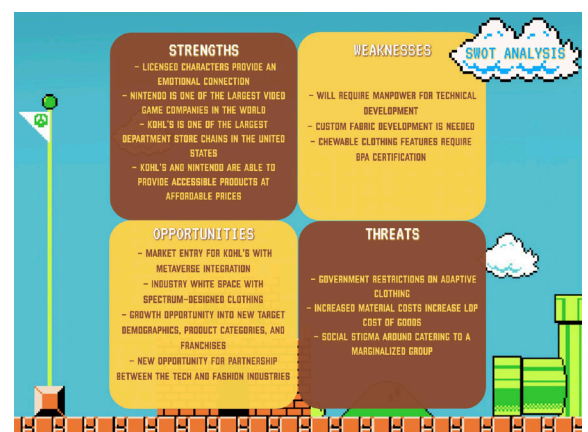 SWOT ANALYSIS
STRENGTHS
– LICENSED CHARACTERS PROVIDE AN
EMOTIONAL CONNECTION
– NINTENDO IS ONE OF THE LARGEST VIDEO
GAME COMPANIES IN THE WORLD
– KOHL'S IS ONE OF THE LARGEST
DEPARTMENT STORE CHAINS IN THE UNITED
STATES
– KOHL'S AND NINTENDO ARE ABLE TO
PROVIDE ACCESSIBLE PRODUCTS AT
AFFORDABLE PRICES
WEAKNESSES
– WILL REQUIRE MANPOWER FOR TECHNICAL
DEVELOPMENT
– CUSTOM FABRIC DEVELOPMENT IS NEEDED
– CHEWABLE CLOTHING FEATURES REQUIRE
BPA CERTIFICATION
OPPORTUNITIES
– MARKET ENTRY FOR KOHL'S WITH
METAVERSE INTEGRATION
– INDUSTRY WHITE SPACE WITH
SPECTRUM-DESIGNED CLOTHING
– GROWTH OPPORTUNITY INTO NEW TARGET
DEMOGRAPHICS, PRODUCT CATEGORIES, AND
FRANCHISES
– NEW OPPORTUNITY FOR PARTNERSHIP
BETWEEN THE TECH AND FASHION INDUSTRIES
THREATS
– GOVERNMENT RESTRICTIONS ON ADAPTIVE
CLOTHING
– INCREASED MATERIAL COSTS INCREASE LDP
COST OF GOODS
– SOCIAL STIGMA AROUND CATERING TO A
MARGINALIZED GROUP